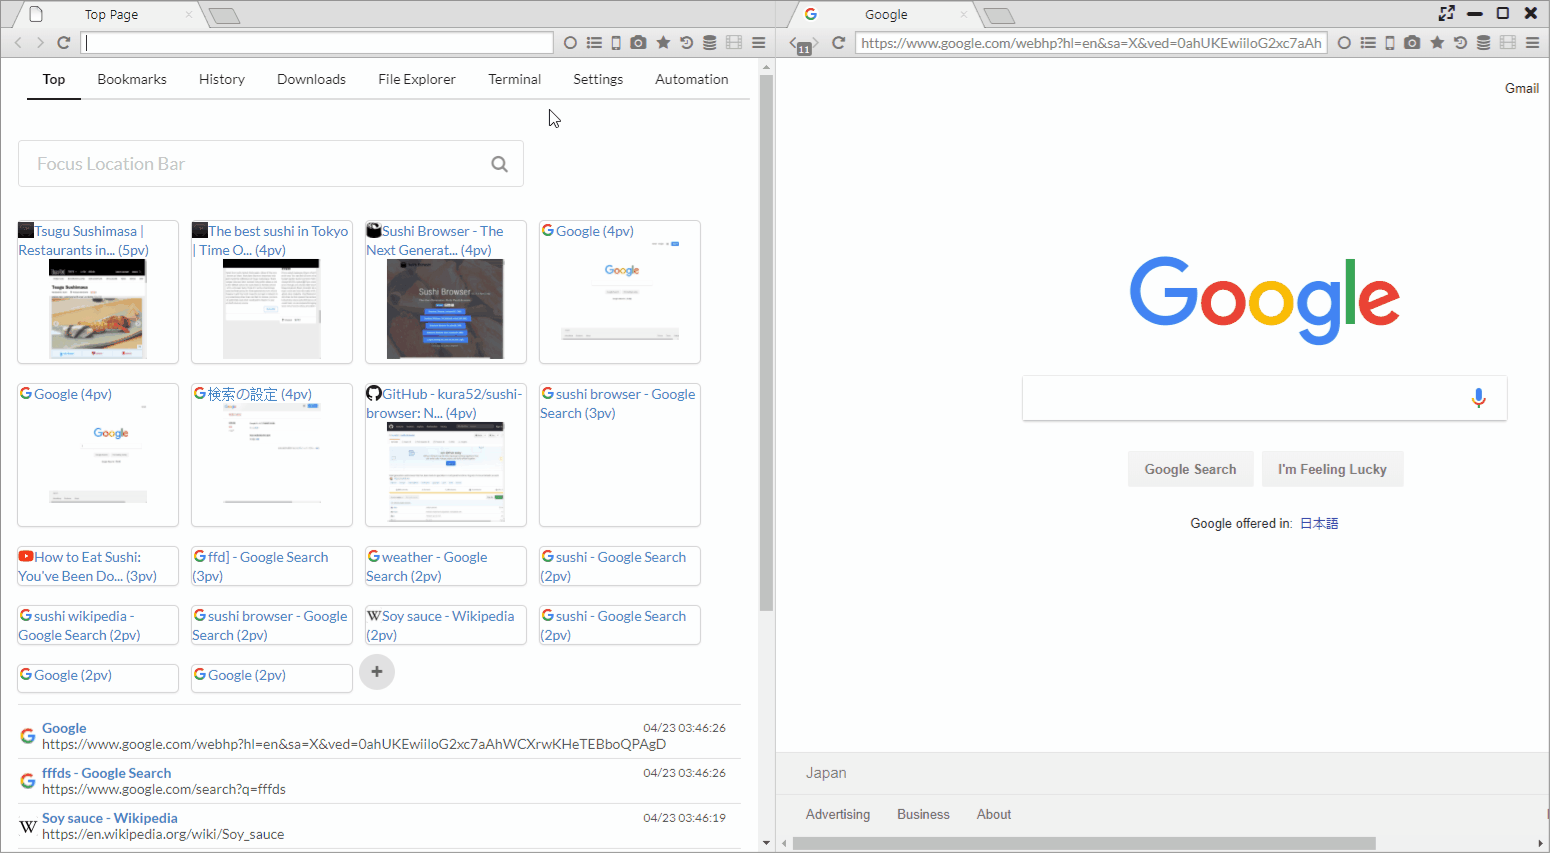 Top Page
Google
11
https://www.google.com/webhp?hl=en&sa=X&ved=0ahUKEwiiloG2xc7aAh
Top Bookmarks History Downloads File Explorer Terminal Settings Automation
Gmail
Focus Location Bar
Tsugu Sushimasa |
Restaurants in... (5pv)
The best sushi in Tokyo
| Time O... (4pv)
Sushi Browser - The
Next Generat... (4pv)
Google (4pv)
Tsugu Sushimasa
Sushi Browser
Google
Google
Google (4pv)
検索の設定 (4pv)
GitHub - kura52/sushi-
browser: N... (4pv)
sushi browser - Google
Search (3pv)
Google
Google Search
I'm Feeling Lucky
Google offered in: 日本語
How to Eat Sushi:
You've Been Do... (3pv)
ffd] - Google Search
(3pv)
weather - Google
Search (2pv)
sushi - Google Search
(2pv)
sushi wikipedia -
Google Search (2pv)
sushi browser - Google
Search (2pv)
Soy sauce - Wikipedia
(2pv)
sushi - Google Search
(2pv)
Google (2pv)
Google (2pv)
Google 04/23 03:46:26
https://www.google.com/webhp?hl=en&sa=X&ved=0ahUKEwiiloG2xc7aAhWCXrwKHeTEBboQPAgD
fffds - Google Search 04/23 03:46:26
https://www.google.com/search?q=fffds
Soy sauce - Wikipedia 04/23 03:46:19
https://en.wikipedia.org/wiki/Soy_sauce
Japan
Advertising Business About